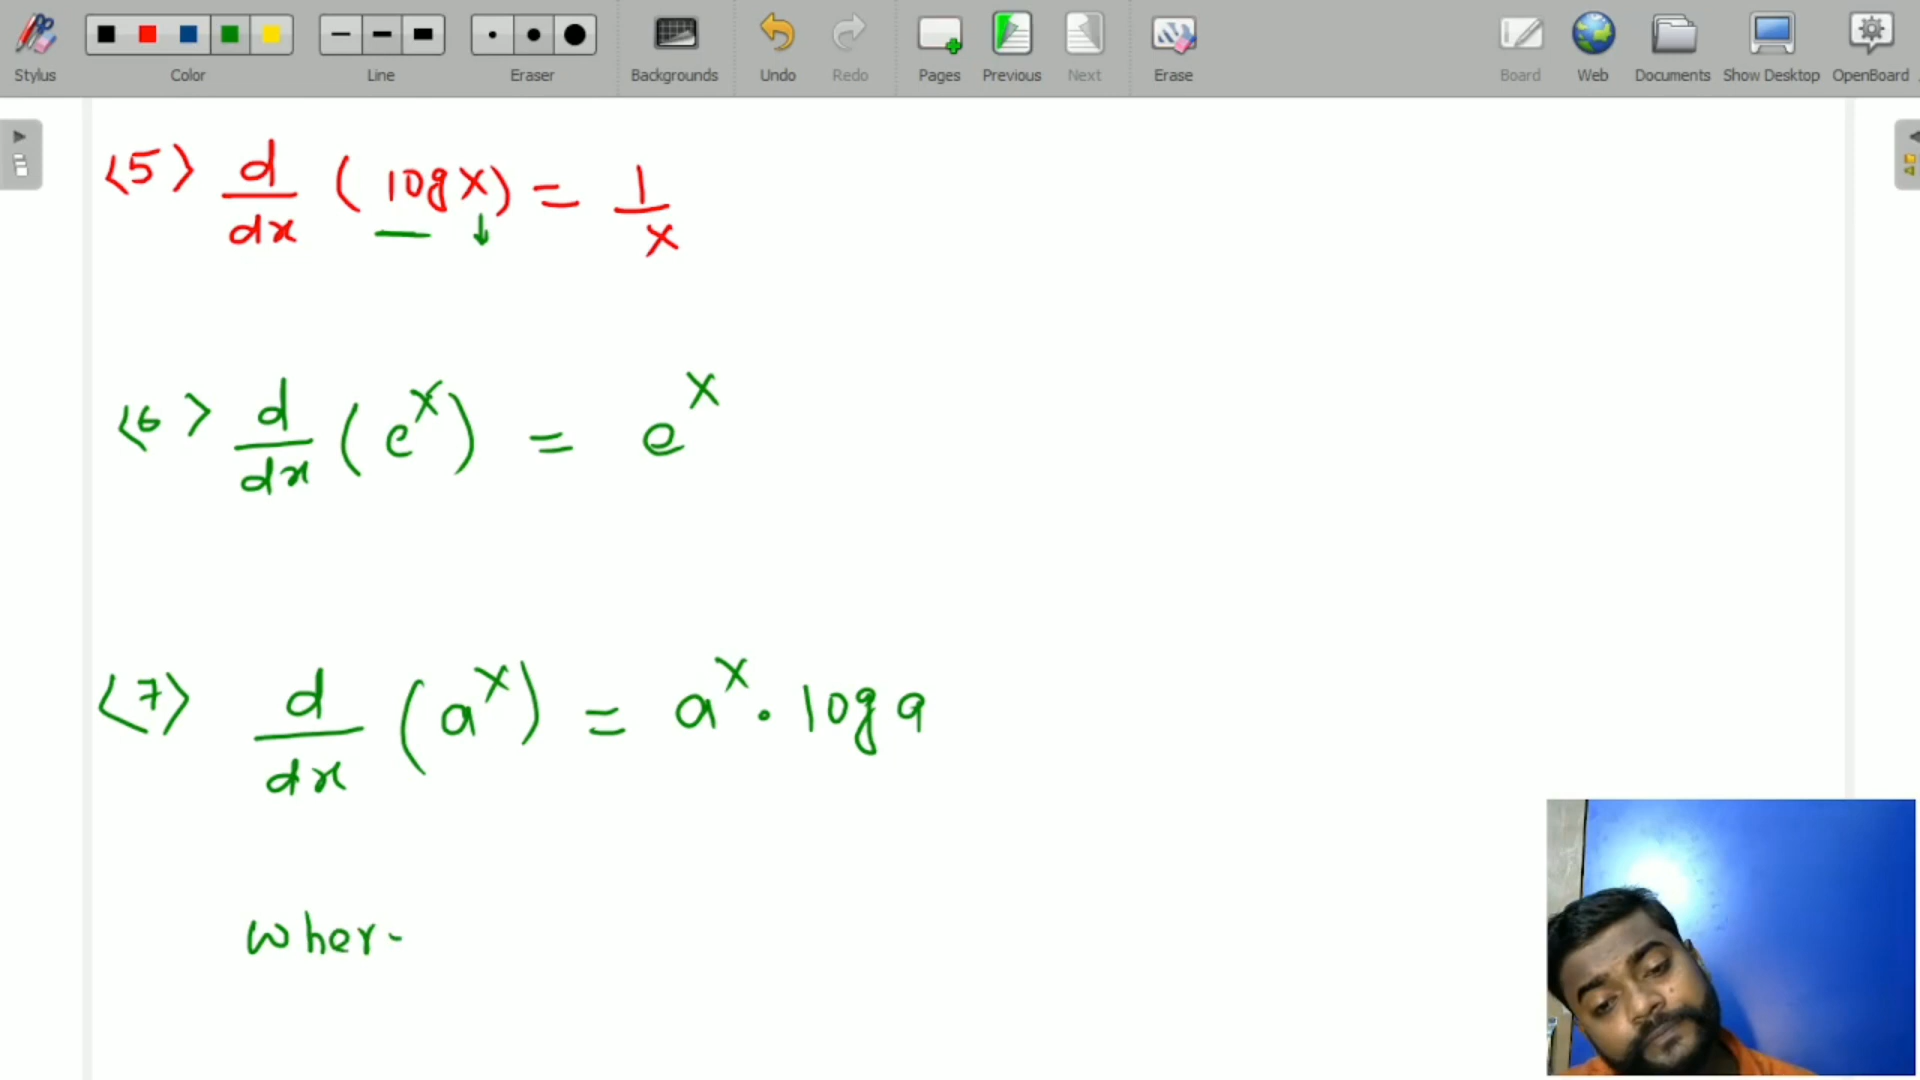 Stylus Color Line Eraser Backgrounds Undo Redo Pages Previous Next Erase Board Web Documents Show Desktop OpenBoard
<5> d/dx (log x) = 1/x
<6> d/dx (e^x) = e^x
<7> d/dx (a^x) = a^x · log a
wher-